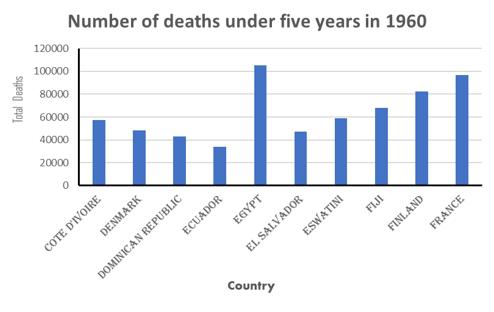 Number of deaths under five years in 1960
120000
100000
80000
60000
40000
20000
0
Total Deaths
COTE D'IVOIRE
DENMARK
DOMINICAN REPUBLIC
ECUADOR
EGYPT
EL SALVADOR
ESWATINI
FIJI
FINLAND
FRANCE
Country